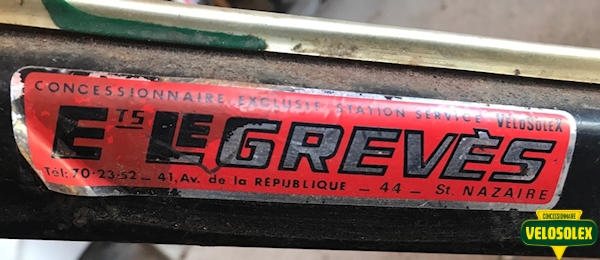 CONCESSIONNAIRE EXCLUSIF STATION SERVICE VELOSOLEX
ETS LEGREVÈS
Tél: 70-23-52 _ 41, Av. de la RÉPUBLIQUE _ 44 _ St. NAZAIRE
CONCESSIONNAIRE
VELOSOLEX